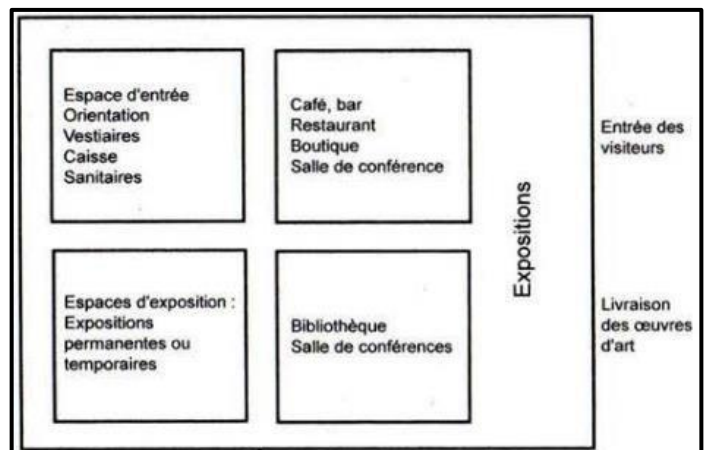 Espace d'entrée
Orientation
Vestiaires
Caisse
Sanitaires
Café, bar
Restaurant
Boutique
Salle de conférence
Entrée des
visiteurs
Expositions
Espaces d'exposition :
Expositions
permanentes ou
temporaires
Bibliothèque
Salle de conférences
Livraison
des œuvres
d'art